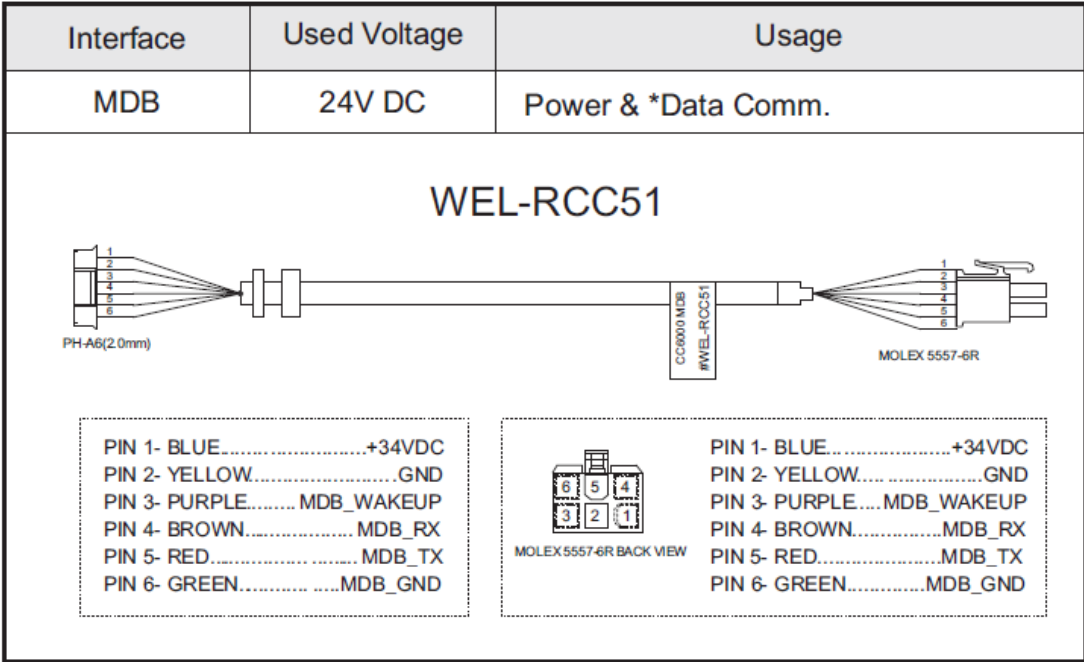 Interface Used Voltage Usage
MDB 24V DC Power & *Data Comm.
WEL-RCC51
1
2
3
4
5
6
PH-A6(2.0mm)
CC6000 MDB
#WEL-RCC51
1
2
3
4
5
6
MOLEX 5557-6R
PIN 1- BLUE..........................+34VDC
PIN 2- YELLOW..........................GND
PIN 3- PURPLE......... MDB_WAKEUP
PIN 4- BROWN.................... MDB_RX
PIN 5- RED.................. ......... MDB_TX
PIN 6- GREEN............. .....MDB_GND
6 5 4
3 2 1
MOLEX 5557-6R BACK VIEW
PIN 1- BLUE.......................+34VDC
PIN 2- YELLOW..... ..................GND
PIN 3- PURPLE.....MDB_WAKEUP
PIN 4- BROWN.................MDB_RX
PIN 5- RED.......................MDB_TX
PIN 6- GREEN..............MDB_GND